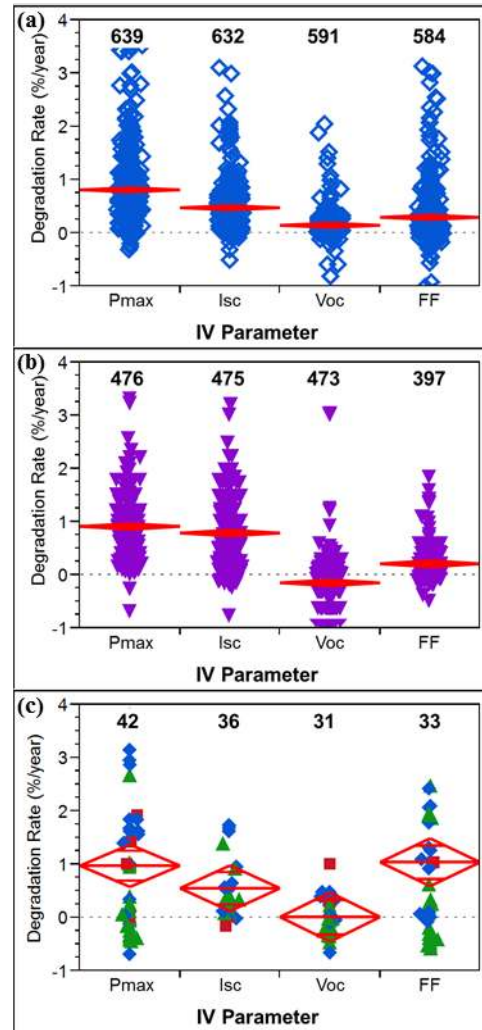 (a)
639 632 591 584
4
3
2
1
0
-1
Degradation Rate (%/year)
Pmax Isc Voc FF
IV Parameter
(b)
476 475 473 397
4
3
2
1
0
-1
Degradation Rate (%/year)
Pmax Isc Voc FF
IV Parameter
(c)
42 36 31 33
4
3
2
1
0
-1
Degradation Rate (%/year)
Pmax Isc Voc FF
IV Parameter